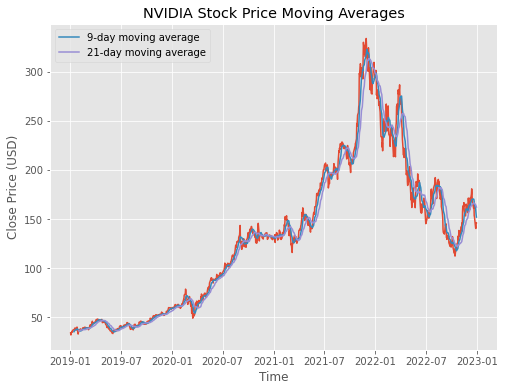 NVIDIA Stock Price Moving Averages
9-day moving average
21-day moving average
Close Price (USD)
300
250
200
150
100
50
2019-01 2019-07 2020-01 2020-07 2021-01 2021-07 2022-01 2022-07 2023-01
Time